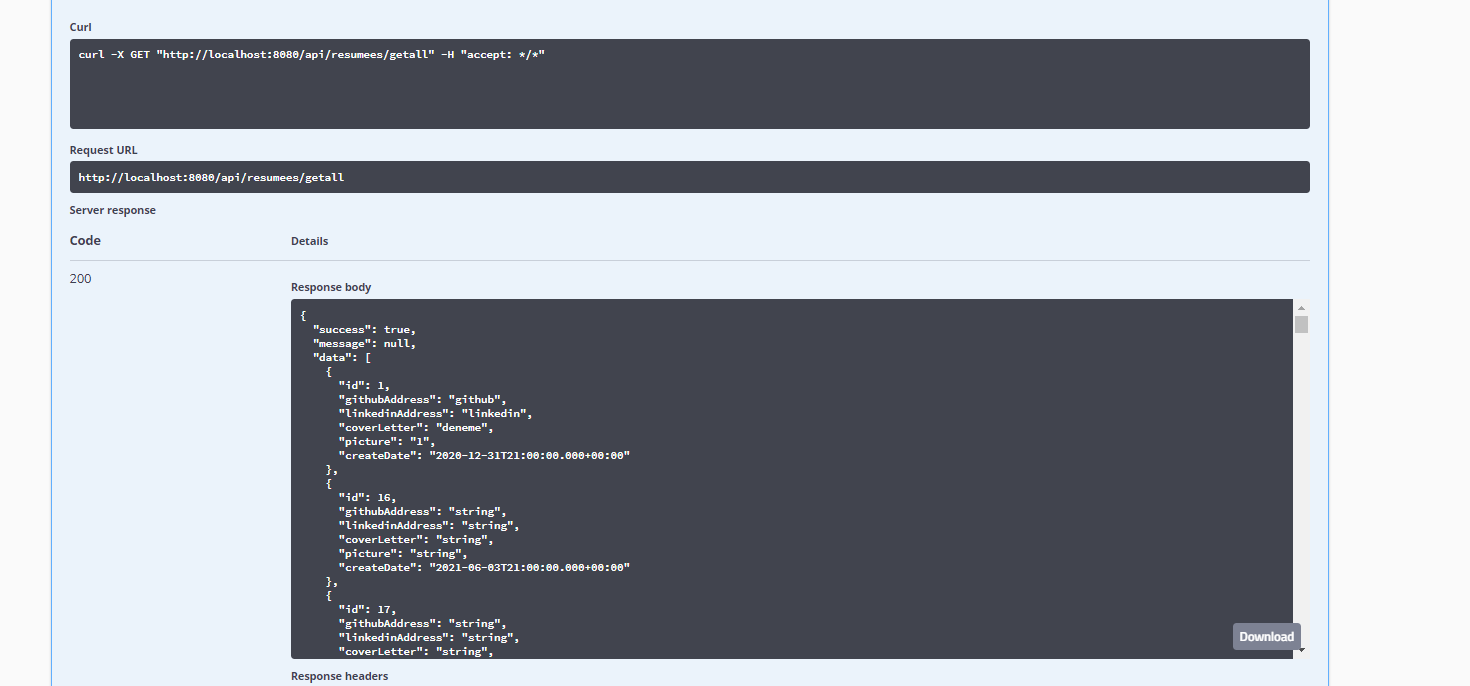 Curl
curl -X GET "http://localhost:8080/api/resumees/getall" -H "accept: */*"
Request URL
http://localhost:8080/api/resumees/getall
Server response
Code Details
200
Response body
{
  "success": true,
  "message": null,
  "data": [
    {
      "id": 1,
      "githubAddress": "github",
      "linkedinAddress": "linkedin",
      "coverLetter": "deneme",
      "picture": "1",
      "createDate": "2020-12-31T21:00:00.000+00:00"
    },
    {
      "id": 16,
      "githubAddress": "string",
      "linkedinAddress": "string",
      "coverLetter": "string",
      "picture": "string",
      "createDate": "2021-06-03T21:00:00.000+00:00"
    },
    {
      "id": 17,
      "githubAddress": "string",
      "linkedinAddress": "string",
      "coverLetter": "string",
Download
Response headers